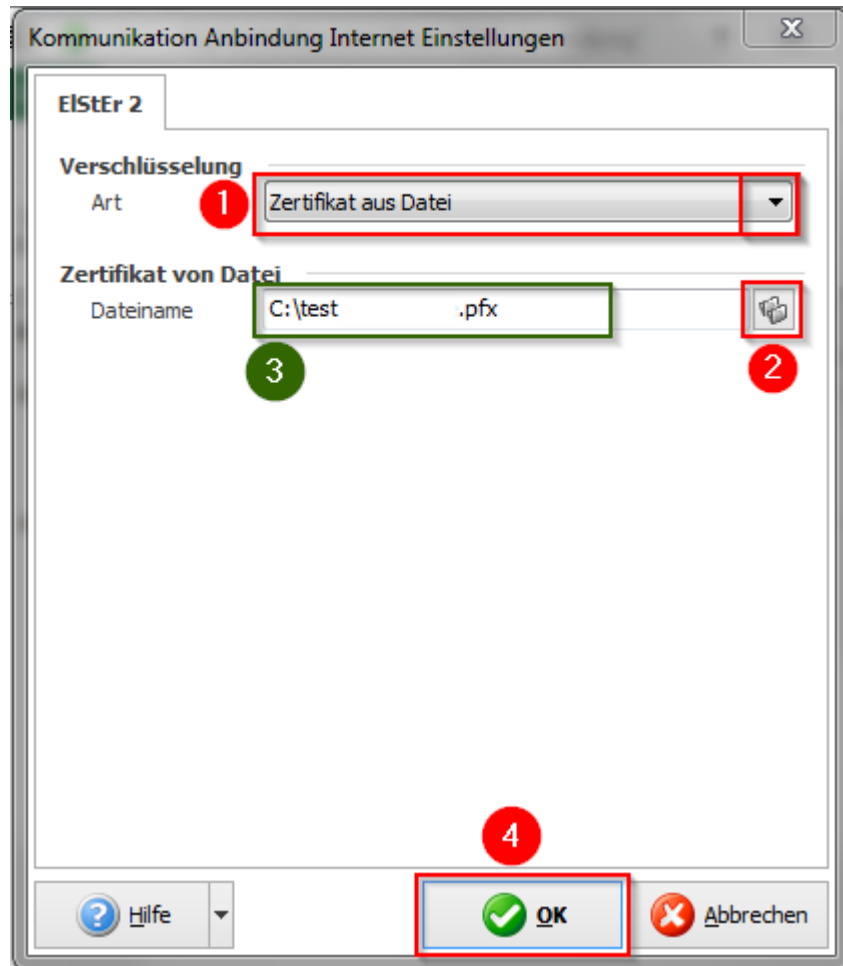 Kommunikation Anbindung Internet Einstellungen
ElStEr 2
Verschlüsselung
Art 1 Zertifikat aus Datei
Zertifikat von Datei
Dateiname C:\test .pfx
3 2
4
Hilfe OK Abbrechen